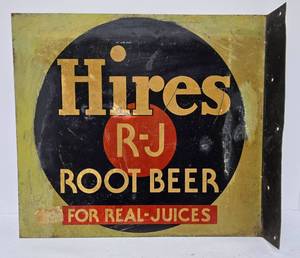 Hires
R-J
ROOT BEER
FOR REAL-JUICES